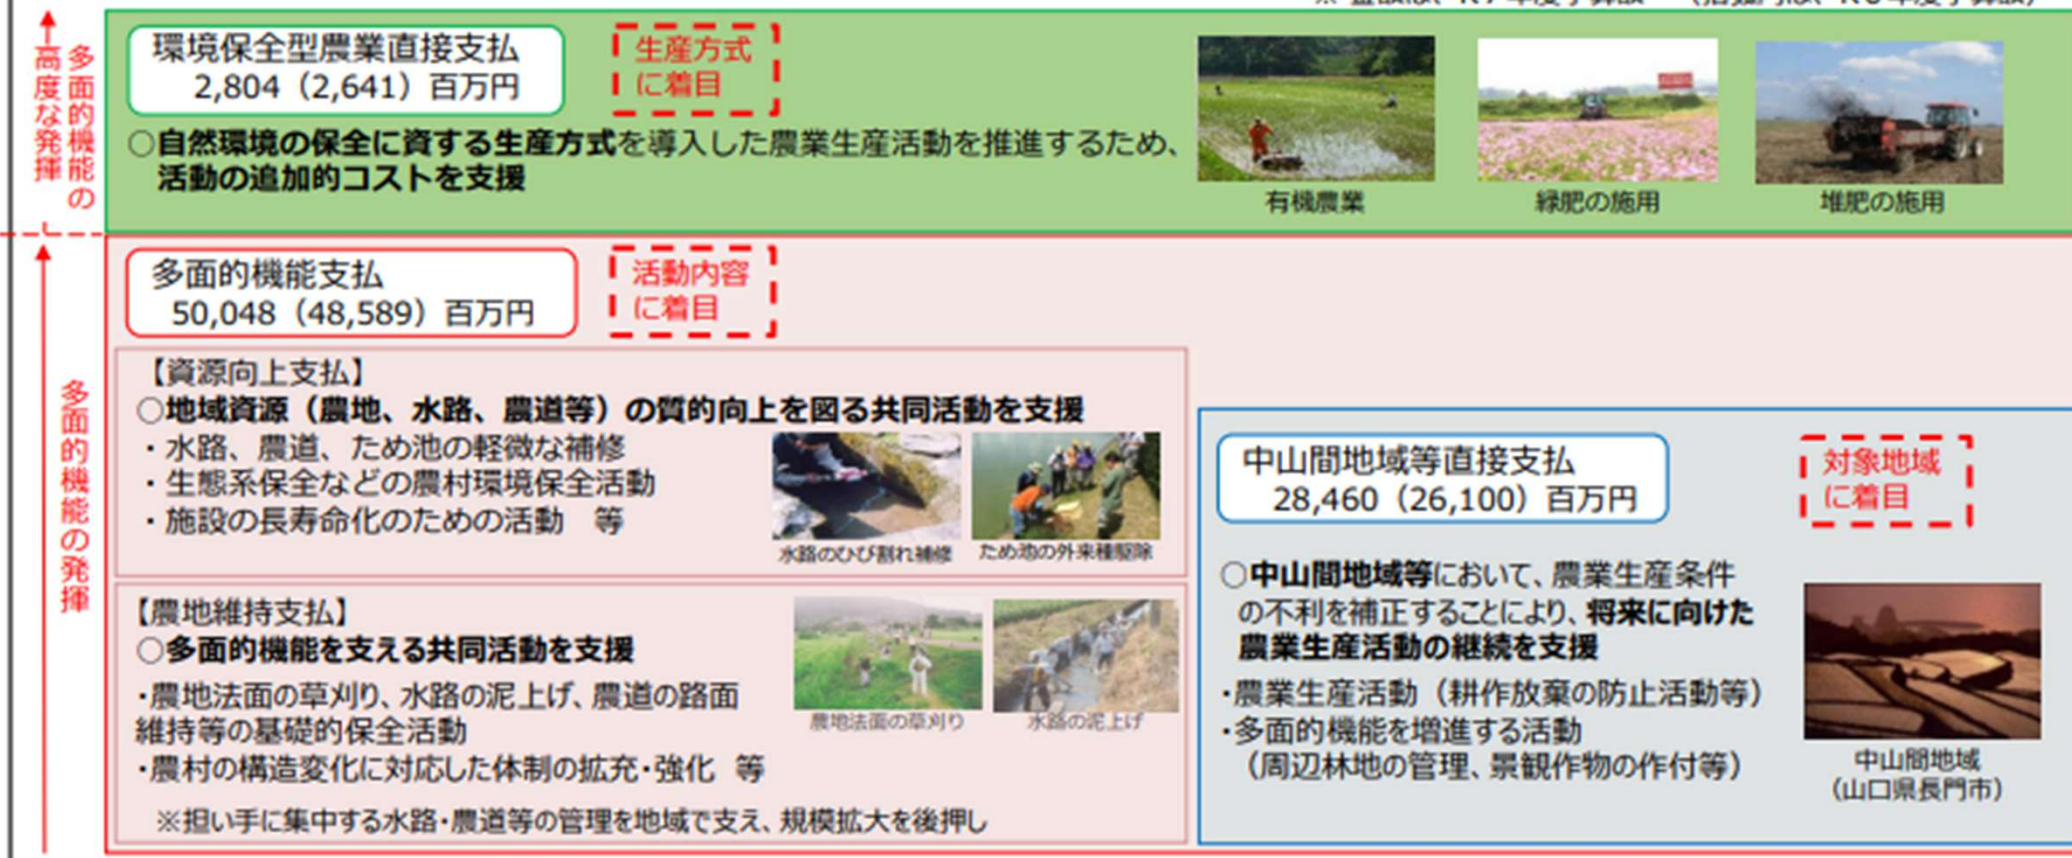 多面的機能の
高度な発揮
環境保全型農業直接支払
2,804（2,641）百万円
生産方式
に着目
○自然環境の保全に資する生産方式を導入した農業生産活動を推進するため、
活動の追加的コストを支援
有機農業
緑肥の施用
堆肥の施用
多面的機能の発揮
多面的機能支払
50,048（48,589）百万円
活動内容
に着目
【資源向上支払】
○地域資源（農地、水路、農道等）の質的向上を図る共同活動を支援
・水路、農道、ため池の軽微な補修
・生態系保全などの農村環境保全活動
・施設の長寿命化のための活動　等
水路のひび割れ補修
ため池の外来種駆除
【農地維持支払】
○多面的機能を支える共同活動を支援
・農地法面の草刈り、水路の泥上げ、農道の路面
維持等の基礎的保全活動
・農村の構造変化に対応した体制の拡充・強化　等
※担い手に集中する水路・農道等の管理を地域で支え、規模拡大を後押し
農地法面の草刈り
水路の泥上げ
中山間地域等直接支払
28,460（26,100）百万円
対象地域
に着目
○中山間地域等において、農業生産条件
の不利を補正することにより、将来に向けた
農業生産活動の継続を支援
・農業生産活動（耕作放棄の防止活動等）
・多面的機能を増進する活動
（周辺林地の管理、景観作物の作付等）
中山間地域
（山口県長門市）